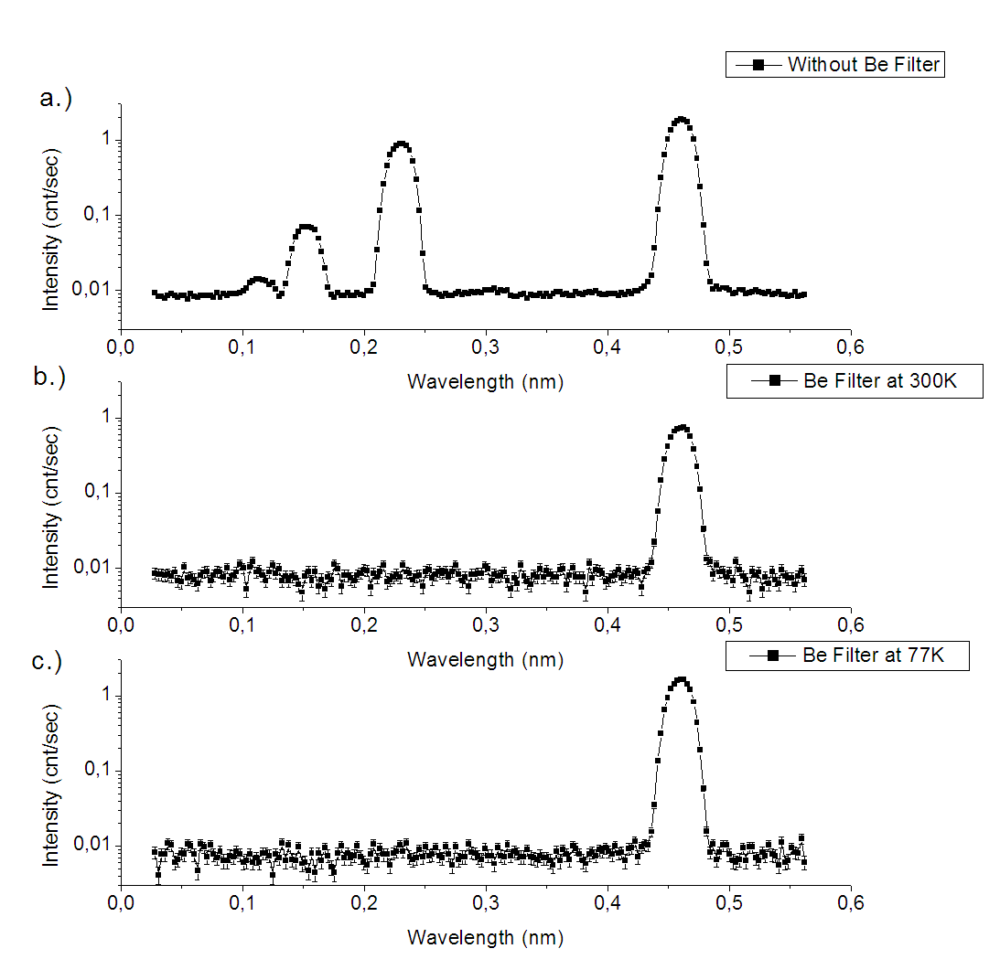 Without Be Filter
a.)
Intensity (cnt/sec)
1
0,1
0,01
0,0 0,1 0,2 0,3 0,4 0,5 0,6
Wavelength (nm)
Be Filter at 300K
b.)
Intensity (cnt/sec)
1
0,1
0,01
0,0 0,1 0,2 0,3 0,4 0,5 0,6
Wavelength (nm)
Be Filter at 77K
c.)
Intensity (cnt/sec)
1
0,1
0,01
0,0 0,1 0,2 0,3 0,4 0,5 0,6
Wavelength (nm)